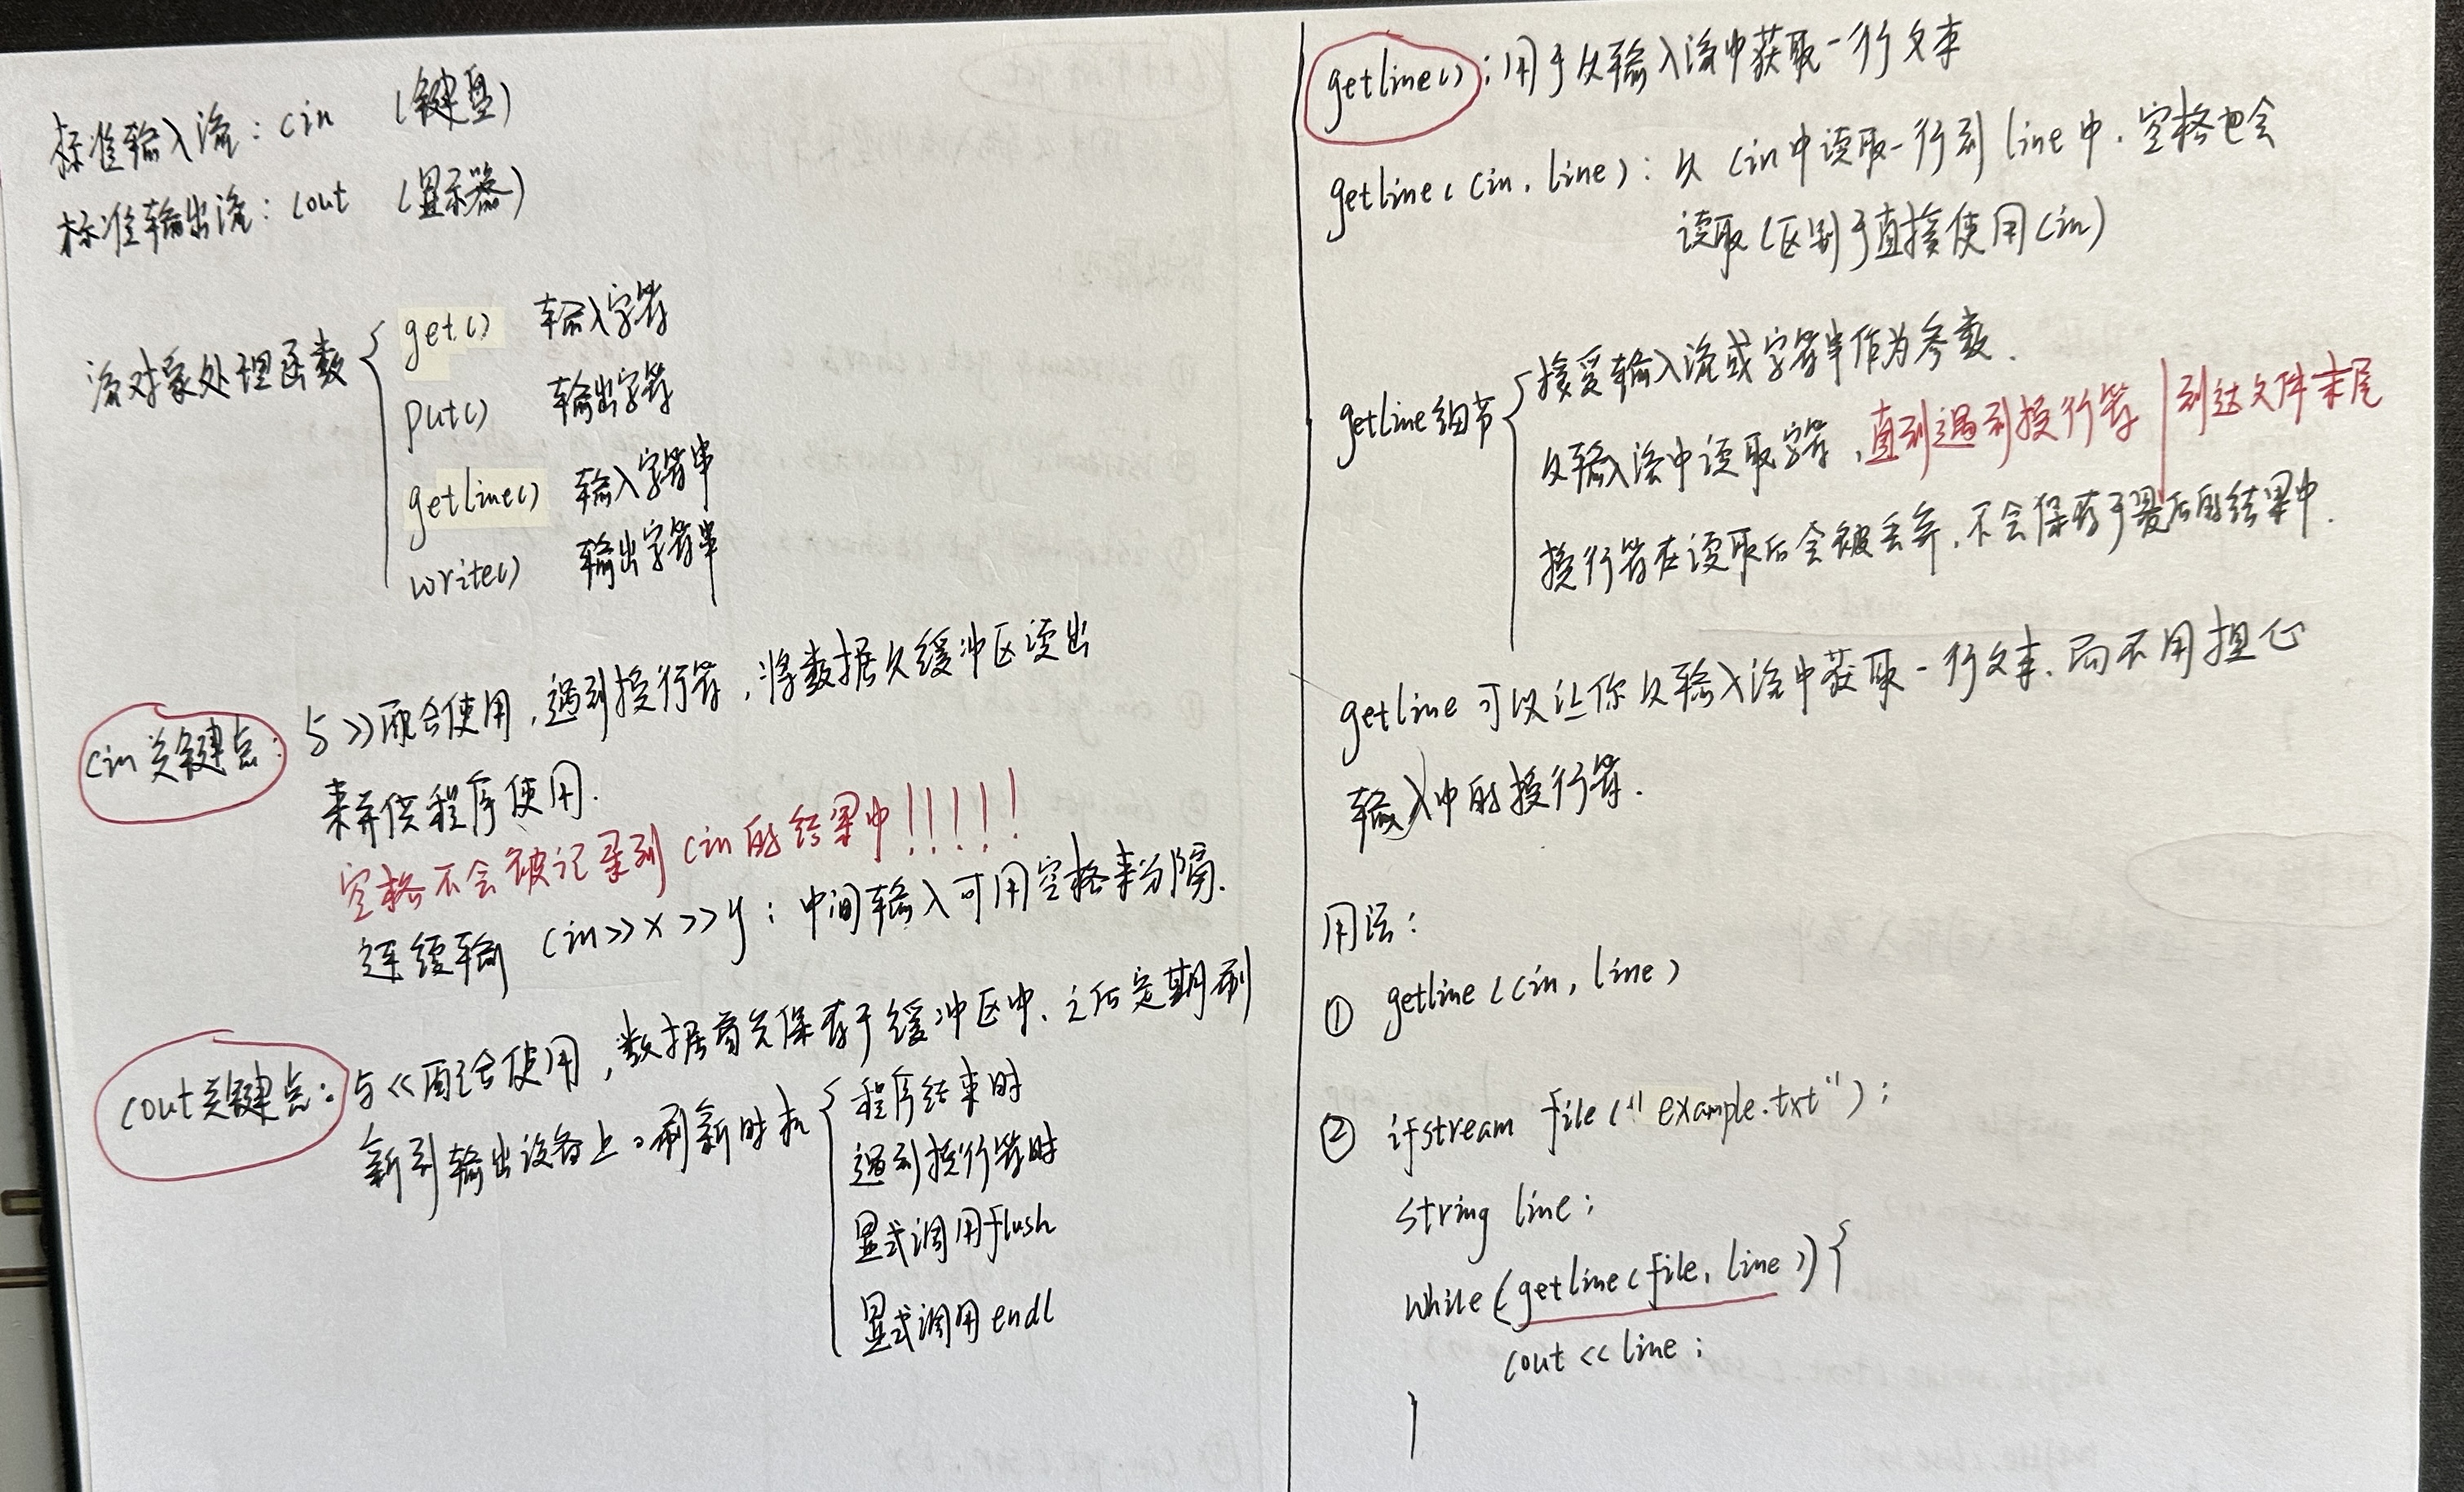 标准输入流：cin （键盘）
标准输出流：cout （显示器）
流对象处理函数
get() 输入字符
put() 输出字符
getline() 输入字符串
write() 输出字符串
cin关键点：与>>配合使用，遇到换行符，将数据从缓冲区读出
来并供程序使用.
空格不会被记录到cin的结果中!!!!!
连续输 cin>>x>>y：中间输入可用空格来分隔.
cout关键点：与<<配合使用，数据首先保存于缓冲区中、之后定期刷
新到输出设备上。刷新时机
程序结束时
遇到换行符时
显式调用flush
显式调用endl
getline()：用于从输入流中获取一行文本
getline(cin, line)：从cin中读取一行到line中，空格也会
读取（区别于直接使用cin）
getline细节
接受输入流或字符串作为参数.
从输入流中读取字符，直到遇到换行符|到达文件末尾
换行符在读取后会被丢弃，不会保存于最后的结果中.
getline可以让你从输入流中获取一行文本、而不用担心
输入中的换行符.
用法：
① getline(cin, line)
② ifstream file("example.txt");
string line;
while(getline(file, line)){
cout << line;
}